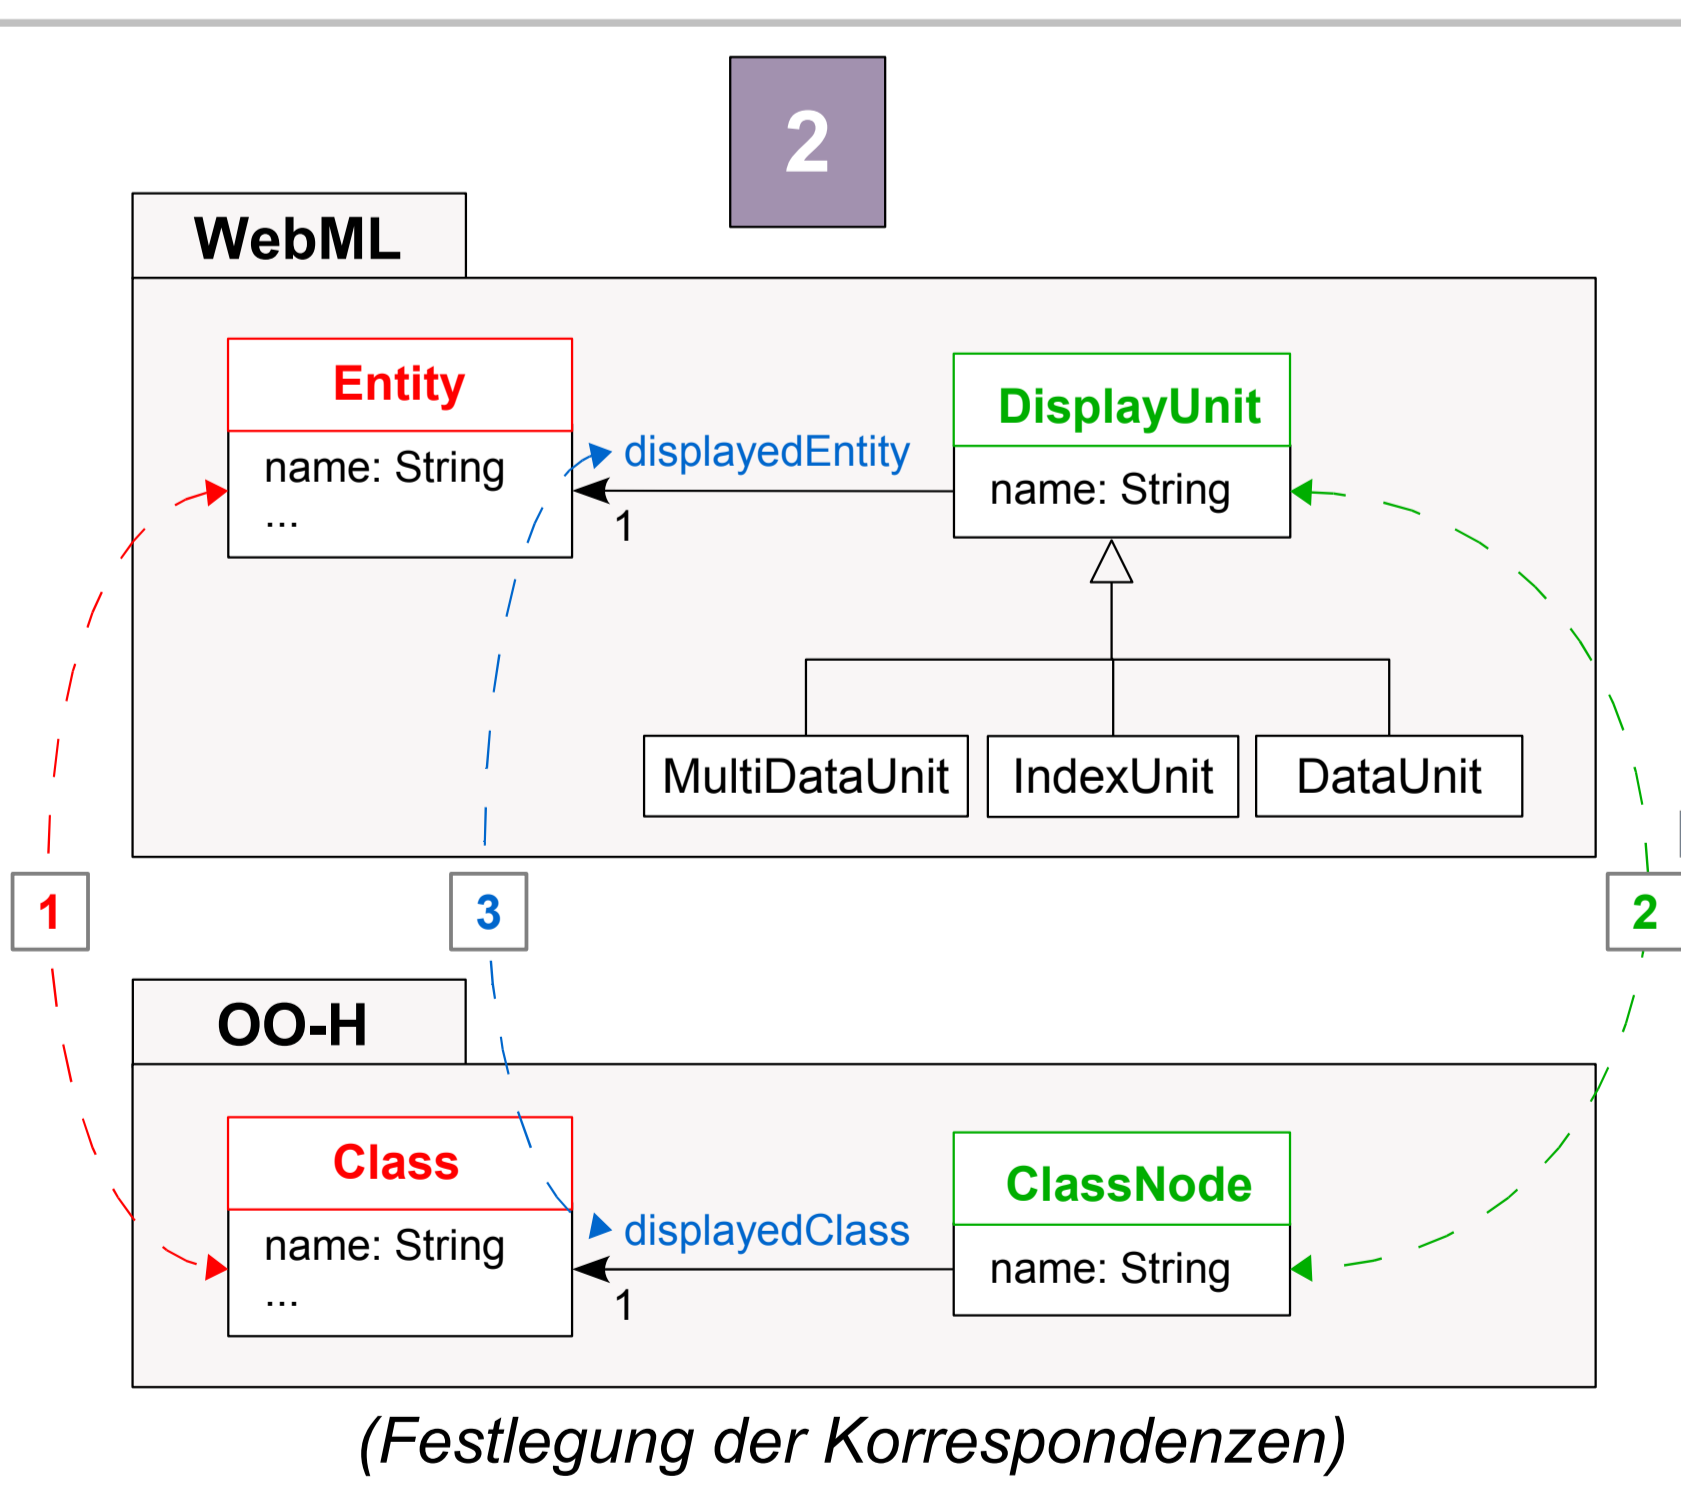 2
WebML
Entity
name: String
...
displayedEntity
1
DisplayUnit
name: String
MultiDataUnit
IndexUnit
DataUnit
1
3
2
OO-H
Class
name: String
...
displayedClass
1
ClassNode
name: String
(Festlegung der Korrespondenzen)